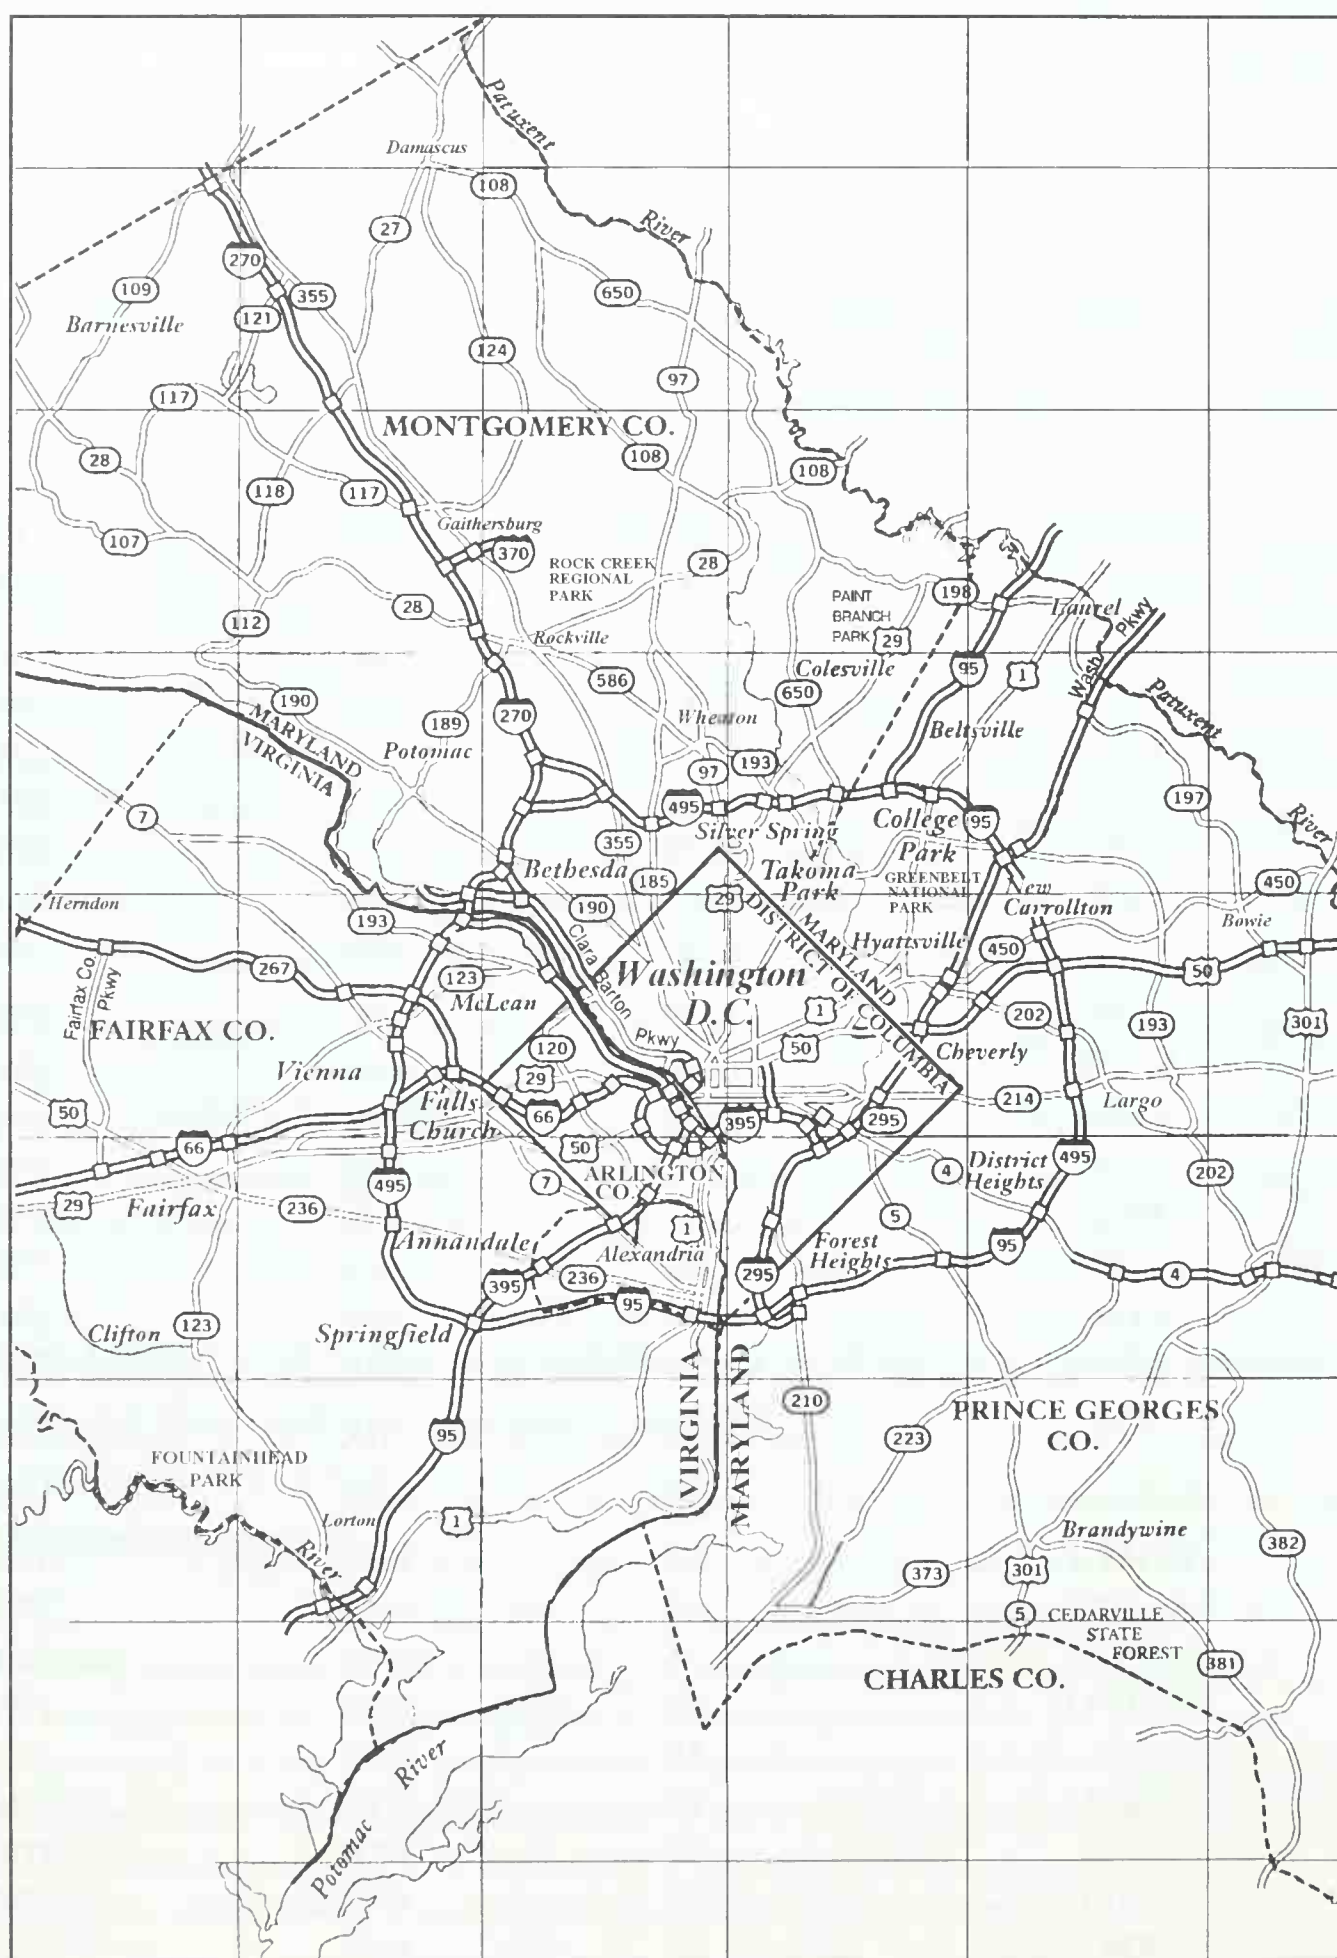 Patuxent
Damascus
108
27
River
270
109
355
650
121
Barnesville
124
97
117
MONTGOMERY CO.
28
108
108
118
117
Gaithersburg
107
370
ROCK CREEK
REGIONAL
PARK
28
198
PAINT
BRANCH
PARK
28
112
Laurel
Pkwy
Wash
Rockville
29
95
1
Colesville
586
650
190
189
270
Wheaton
Patuxent
MARYLAND
VIRGINIA
Potomac
Beltsville
193
97
197
7
495
Silver Spring
College
Park
95
River
355
Bethesda
Takoma
Park
GREENBELT
NATIONAL
PARK
New
Carrollton
185
29
450
Herndon
193
190
Bowie
MARYLAND
DISTRICT OF COLUMBIA
Hyattsville
450
Clara Barton Pkwy
Fairfax Co.
Pkwy
267
123
McLean
Washington
D.C.
50
1
202
193
301
FAIRFAX CO.
120
50
Cheverly
Vienna
29
50
Falls
Church
66
214
Largo
395
295
66
50
495
ARLINGTON
CO.
4
District
Heights
202
29
Fairfax
236
495
7
1
5
Annandale
Alexandria
Forest
Heights
95
395
236
295
4
95
Clifton
123
Springfield
VIRGINIA
MARYLAND
210
PRINCE GEORGES
CO.
223
95
FOUNTAINHEAD
PARK
Lorton
1
River
Brandywine
382
373
301
5
CEDARVILLE
STATE
FOREST
381
CHARLES CO.
River
Potomac